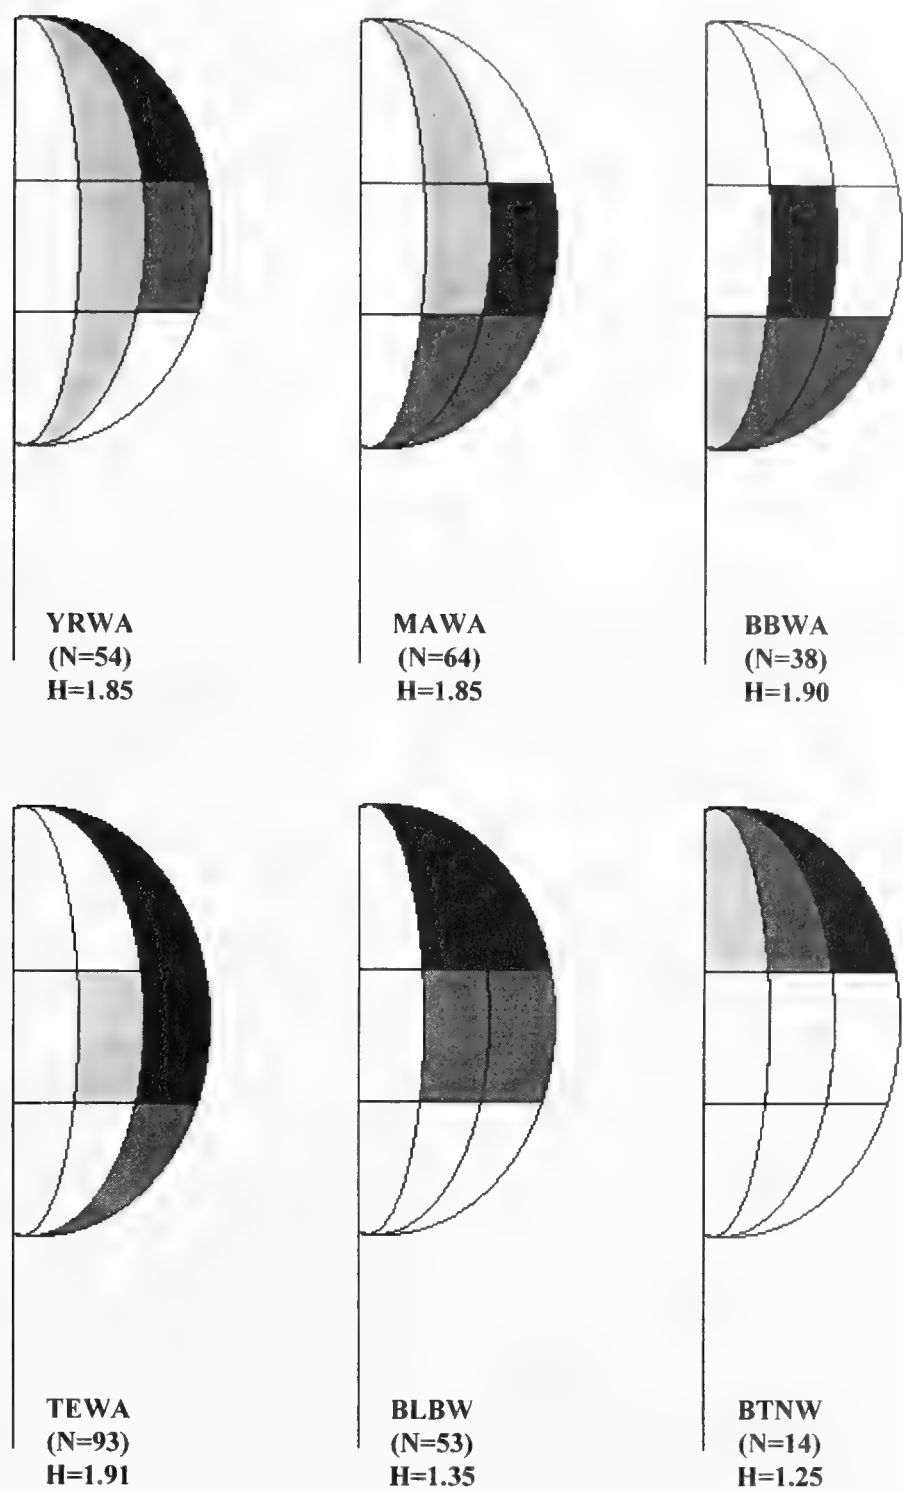 YRWA
(N=54)
H=1.85
MAWA
(N=64)
H=1.85
BBWA
(N=38)
H=1.90
TEWA
(N=93)
H=1.91
BLBW
(N=53)
H=1.35
BTNW
(N=14)
H=1.25